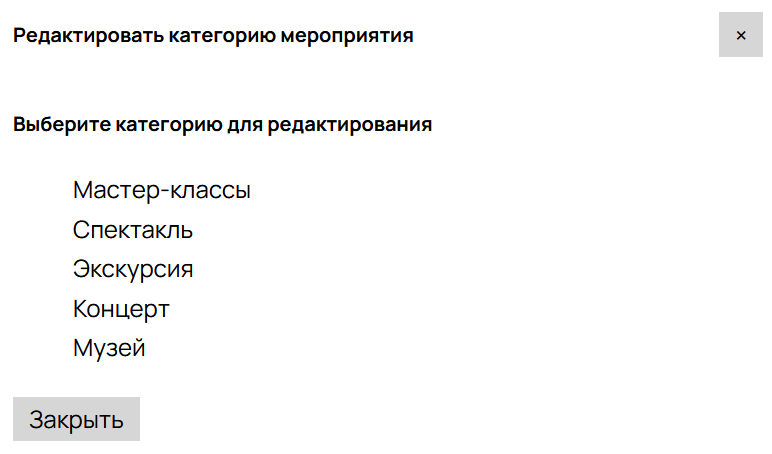 Редактировать категорию мероприятия
×
Выберите категорию для редактирования
Мастер-классы
Спектакль
Экскурсия
Концерт
Музей
Закрыть